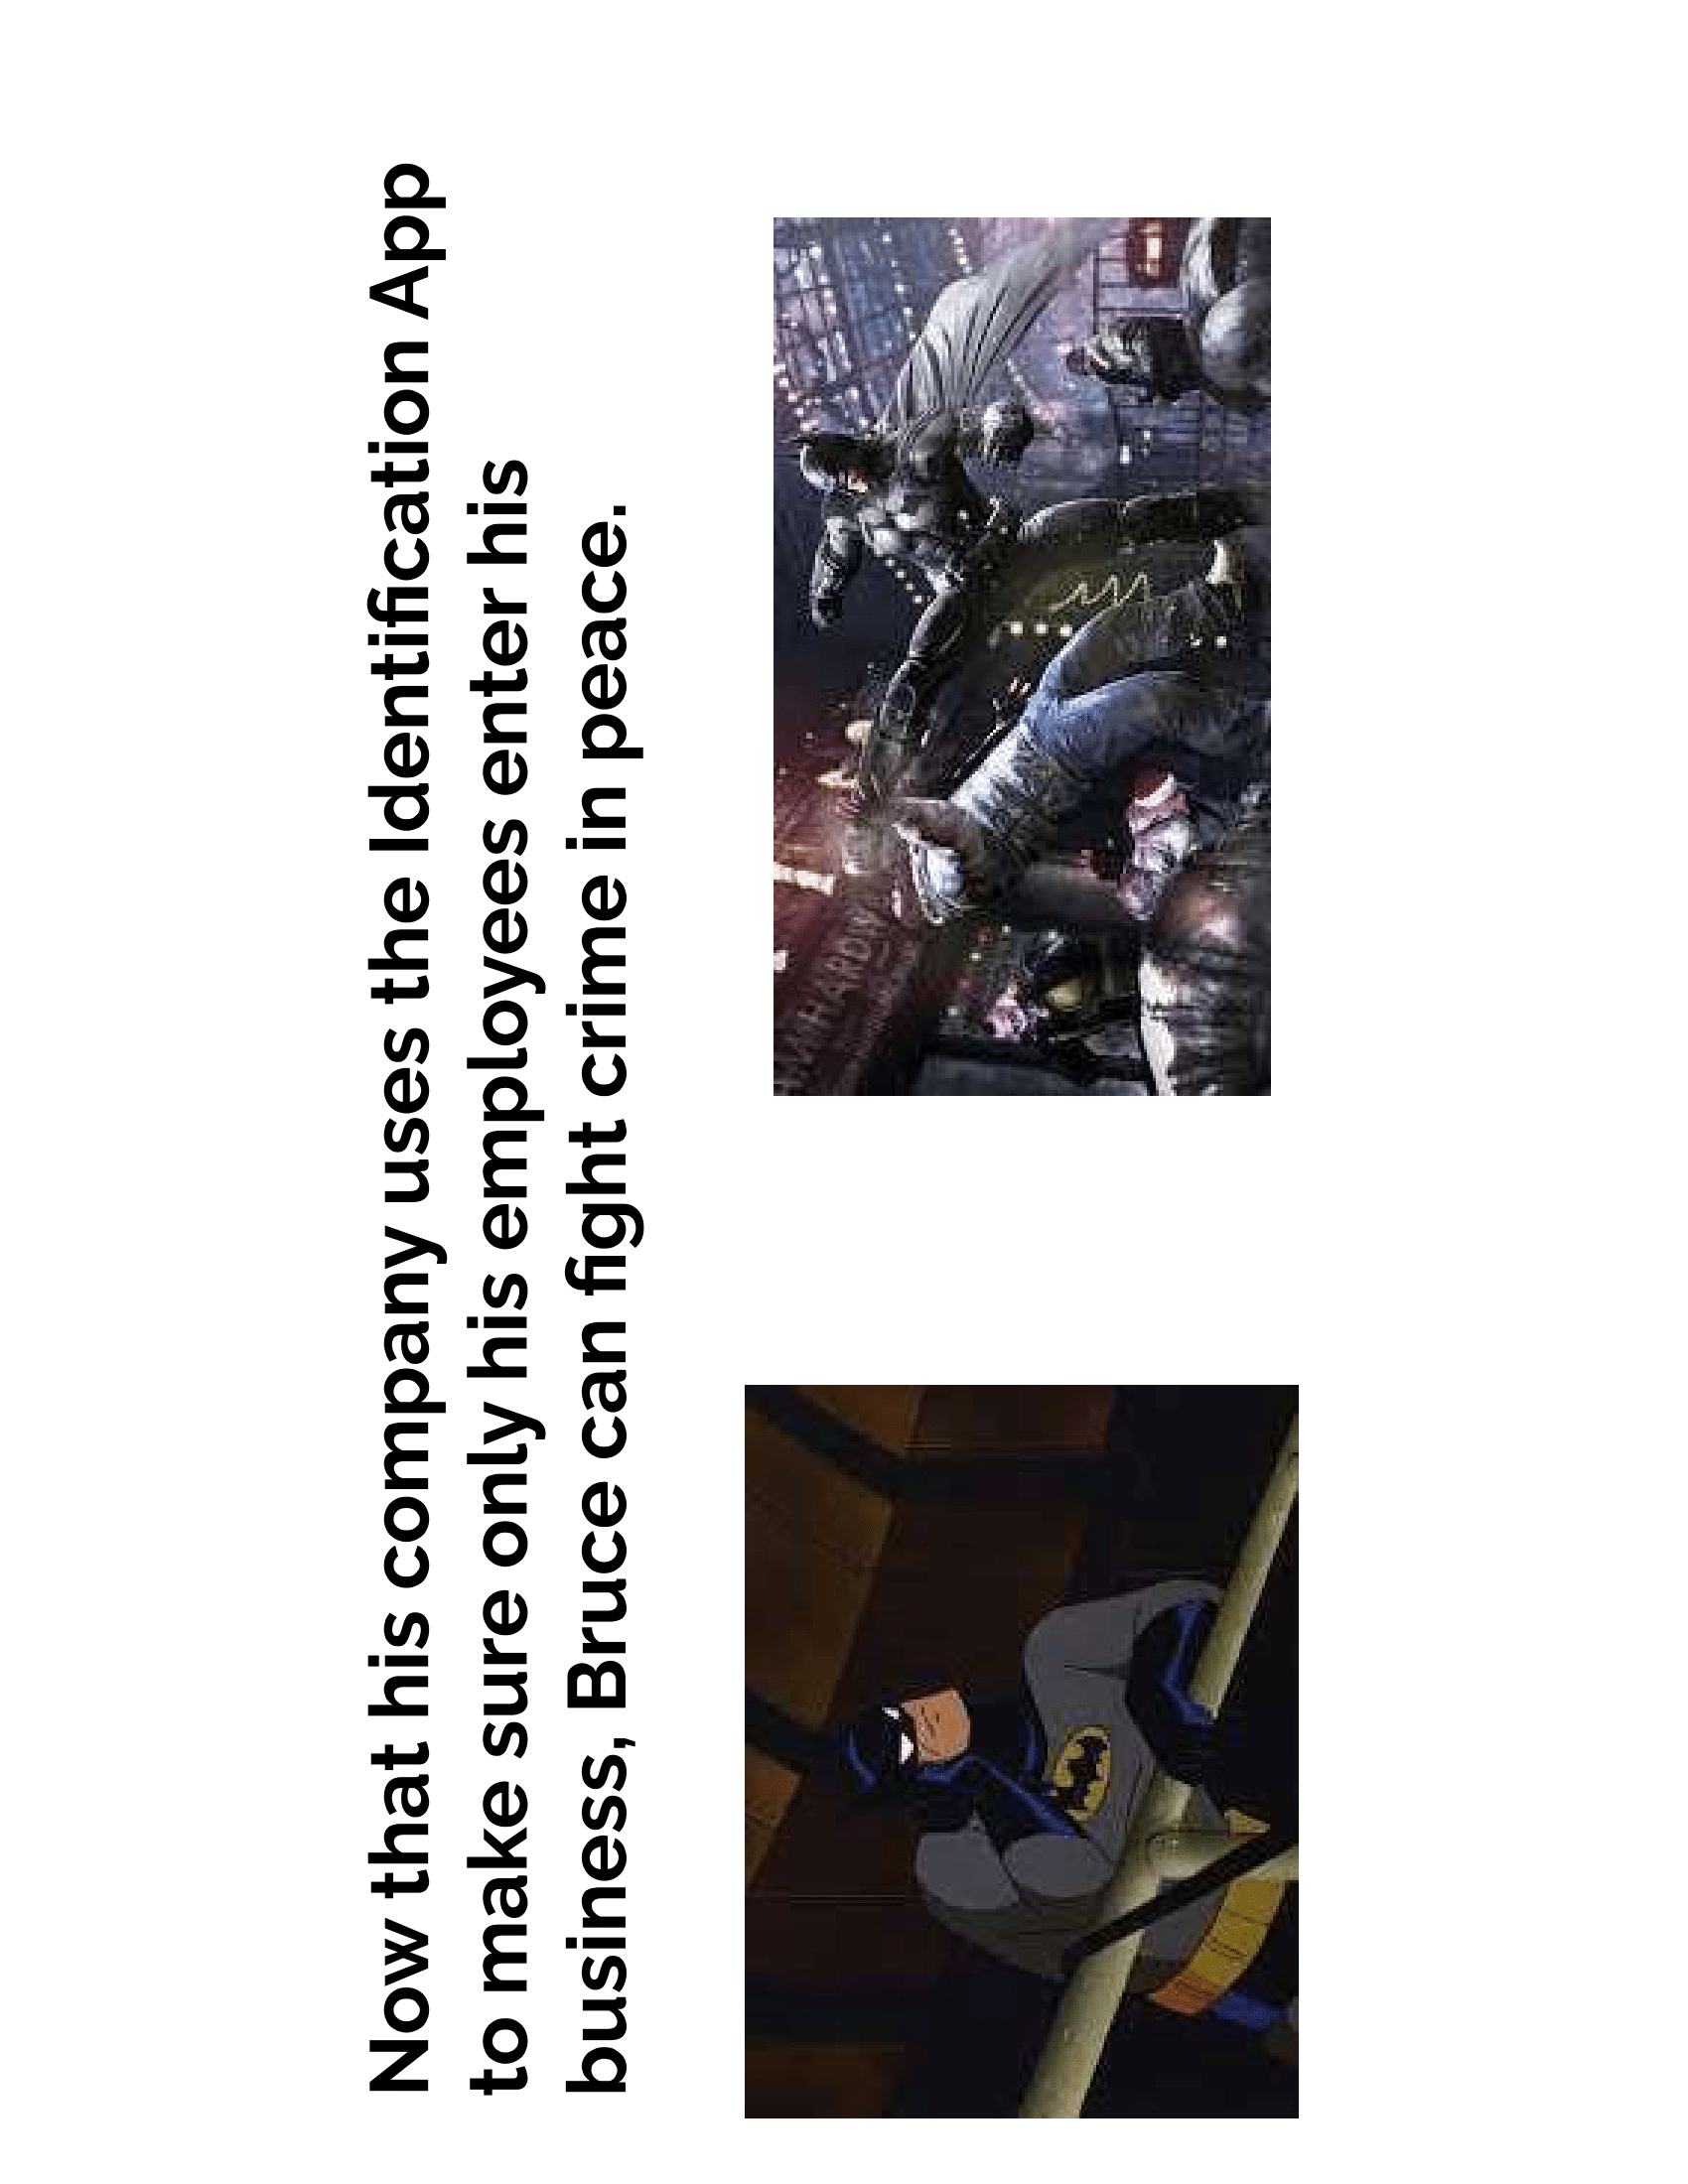 Now that his company uses the Identification App
to make sure only his employees enter his
business, Bruce can fight crime in peace.